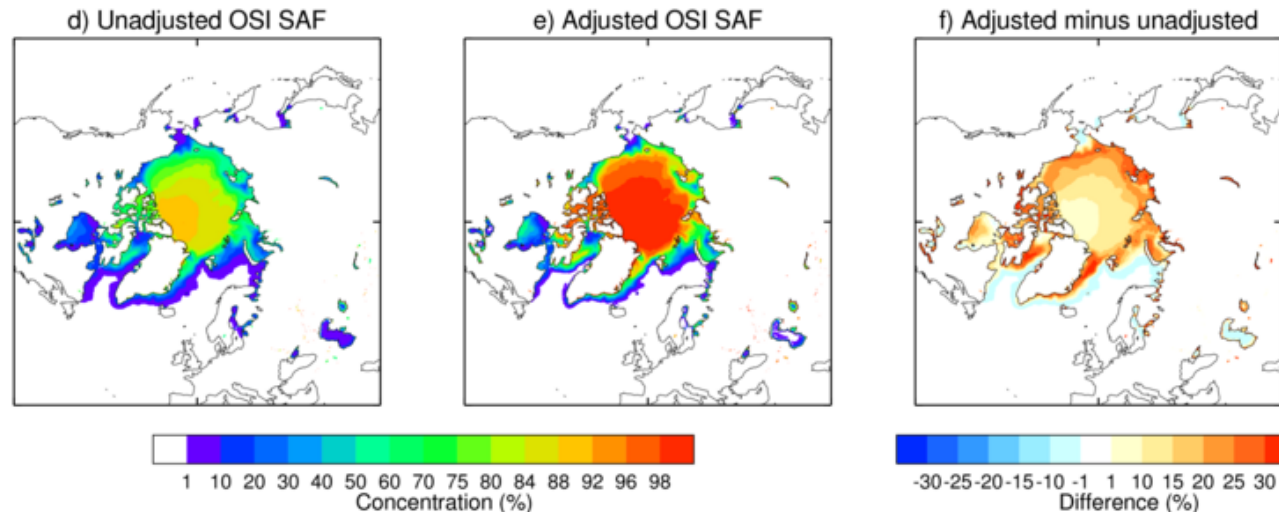 d) Unadjusted OSI SAF
e) Adjusted OSI SAF
f) Adjusted minus unadjusted
1 10 20 30 40 50 60 70 75 80 84 88 92 96 98
Concentration (%)
-30 -25 -20 -15 -10 -1 1 10 15 20 25 30
Difference (%)